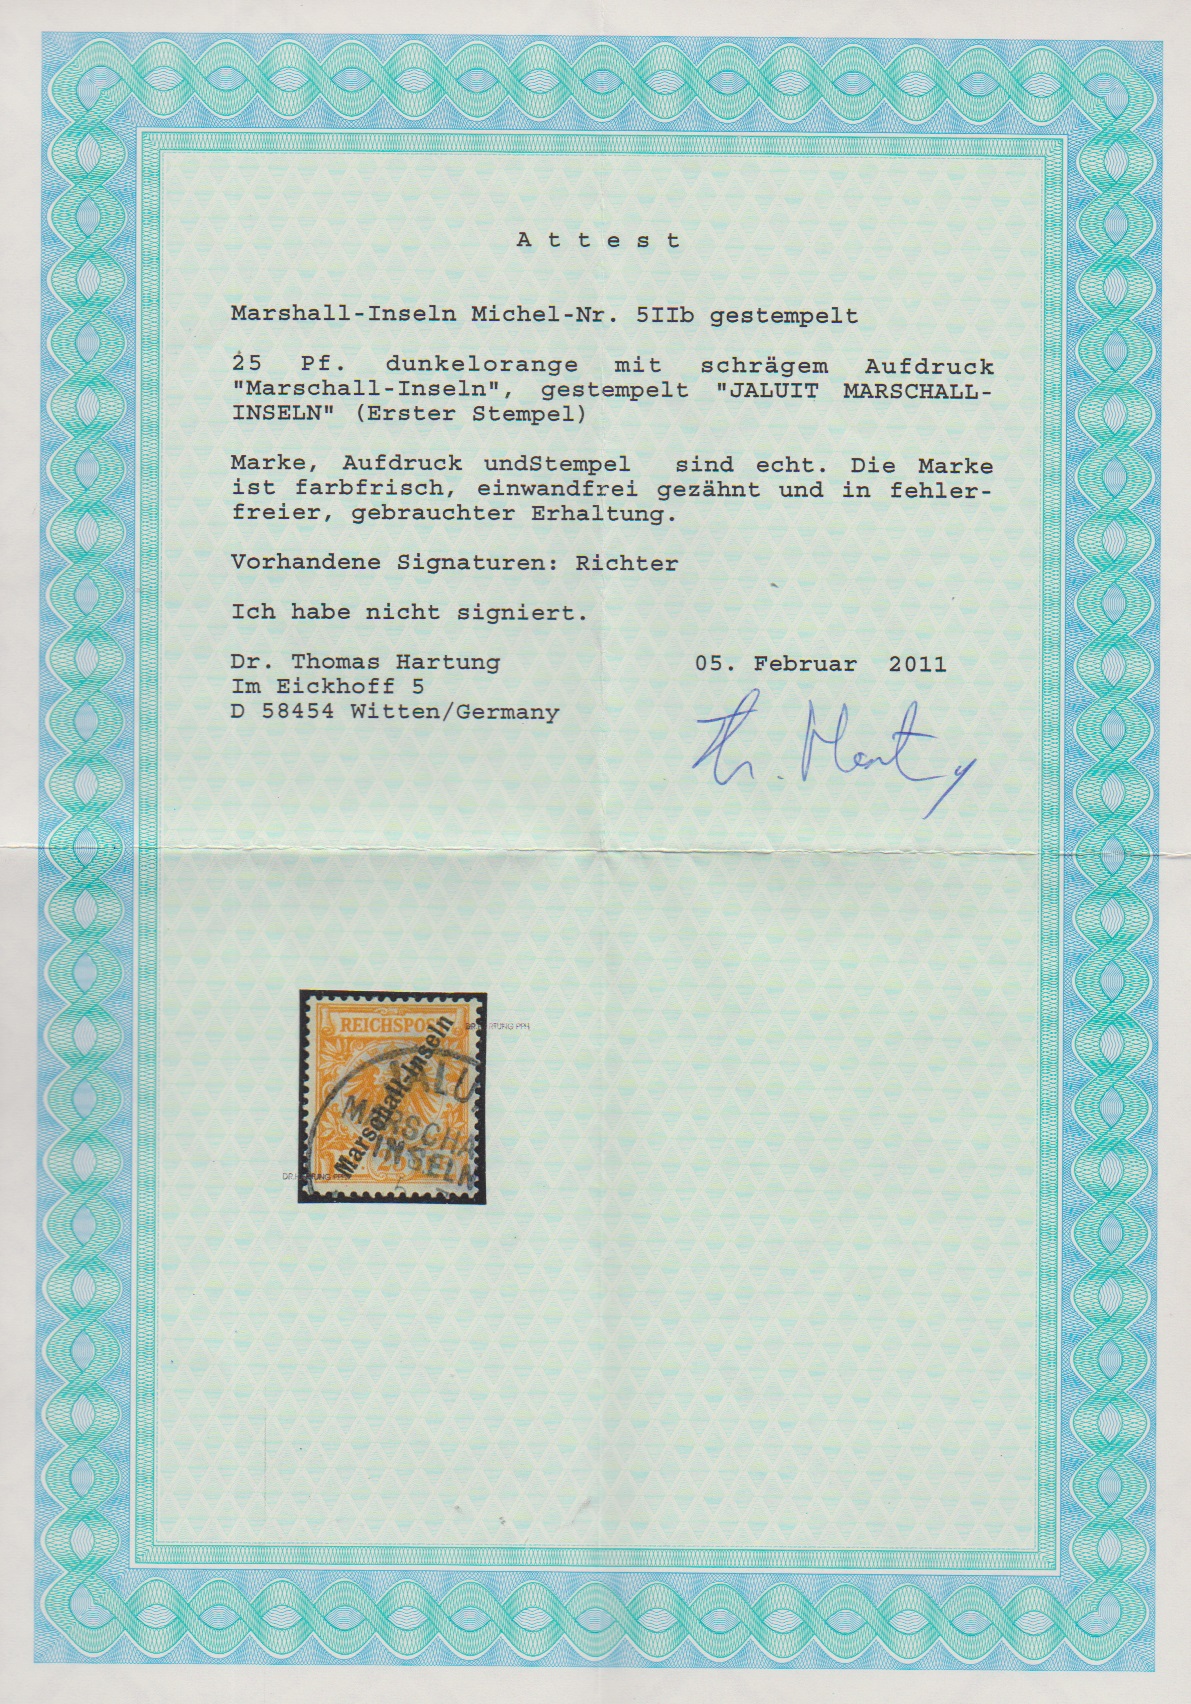 Attest
Marshall-Inseln Michel-Nr. 5IIb gestempelt
25 Pf. dunkelorange mit schrägem Aufdruck
"Marschall-Inseln", gestempelt "JALUIT MARSCHALL-
INSELN" (Erster Stempel)
Marke, Aufdruck undStempel sind echt. Die Marke
ist farbfrisch, einwandfrei gezähnt und in fehler-
freier, gebrauchter Erhaltung.
Vorhandene Signaturen: Richter
Ich habe nicht signiert.
Dr. Thomas Hartung
05. Februar 2011
Im Eickhoff 5
D 58454 Witten/Germany
REICHSPO
Marschall-Inseln
MARSCHA
INSELN
25